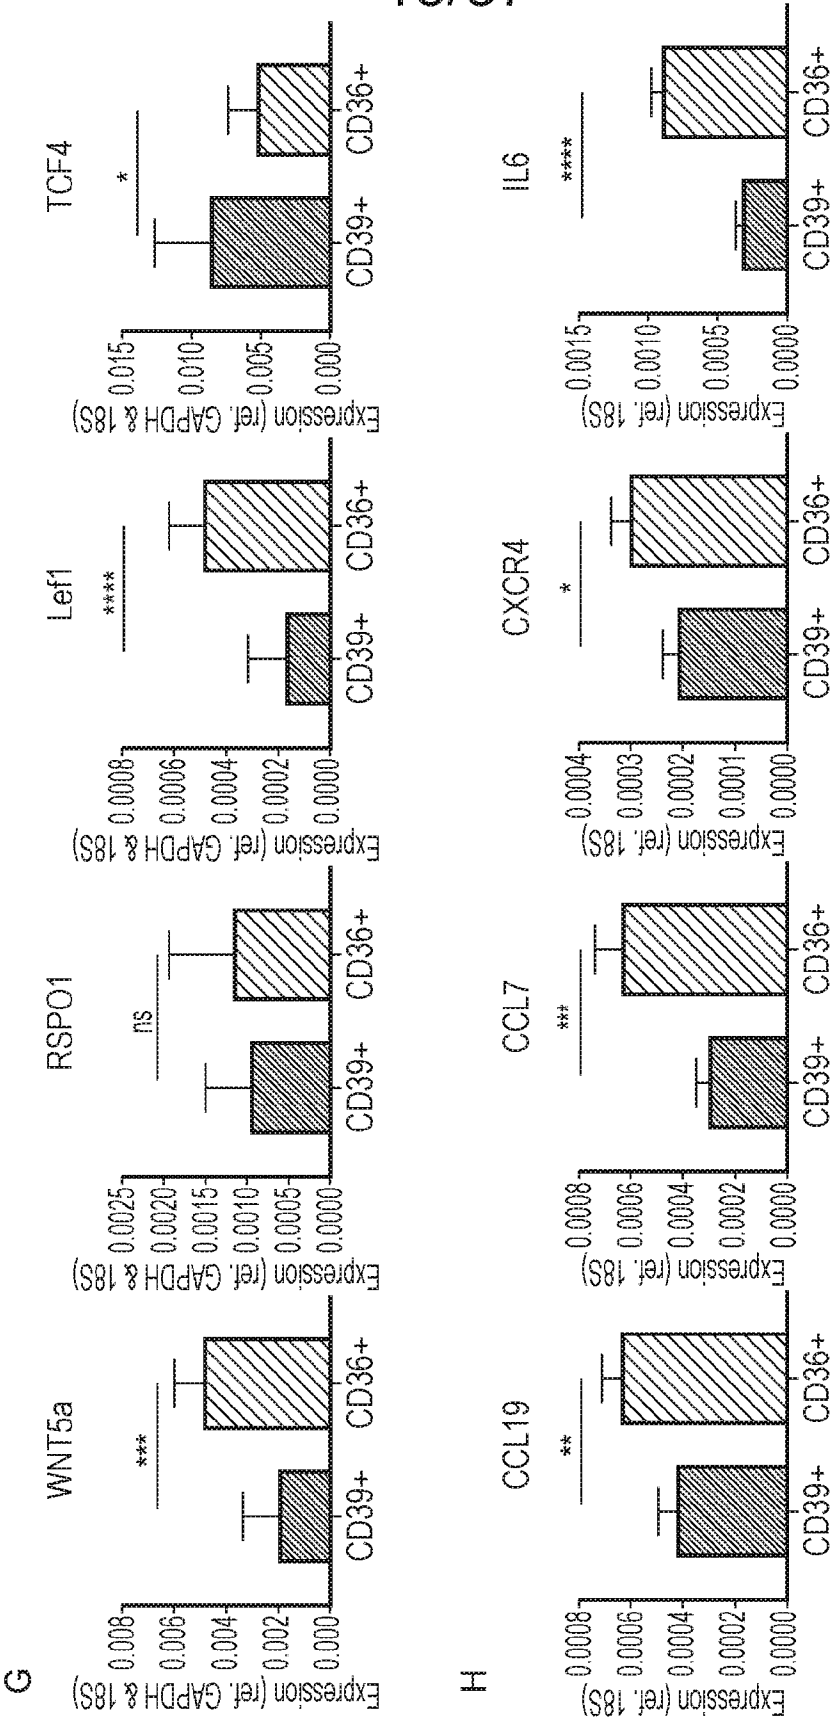 G
WNT5a
***
Expression (ref. GAPDH & 18S)
0.008
0.006
0.004
0.002
0.000
CD39+
CD36+
RSPO1
ns
Expression (ref. GAPDH & 18S)
0.0025
0.0020
0.0015
0.0010
0.0005
0.0000
CD39+
CD36+
Lef1
****
Expression (ref. GAPDH & 18S)
0.0008
0.0006
0.0004
0.0002
0.0000
CD39+
CD36+
TCF4
*
Expression (ref. GAPDH & 18S)
0.015
0.010
0.005
0.000
CD39+
CD36+
H
CCL19
**
Expression (ref. 18S)
0.0008
0.0006
0.0004
0.0002
0.0000
CD39+
CD36+
CCL7
***
Expression (ref. 18S)
0.0008
0.0006
0.0004
0.0002
0.0000
CD39+
CD36+
CXCR4
*
Expression (ref. 18S)
0.0004
0.0003
0.0002
0.0001
0.0000
CD39+
CD36+
IL6
****
Expression (ref. 18S)
0.0015
0.0010
0.0005
0.0000
CD39+
CD36+